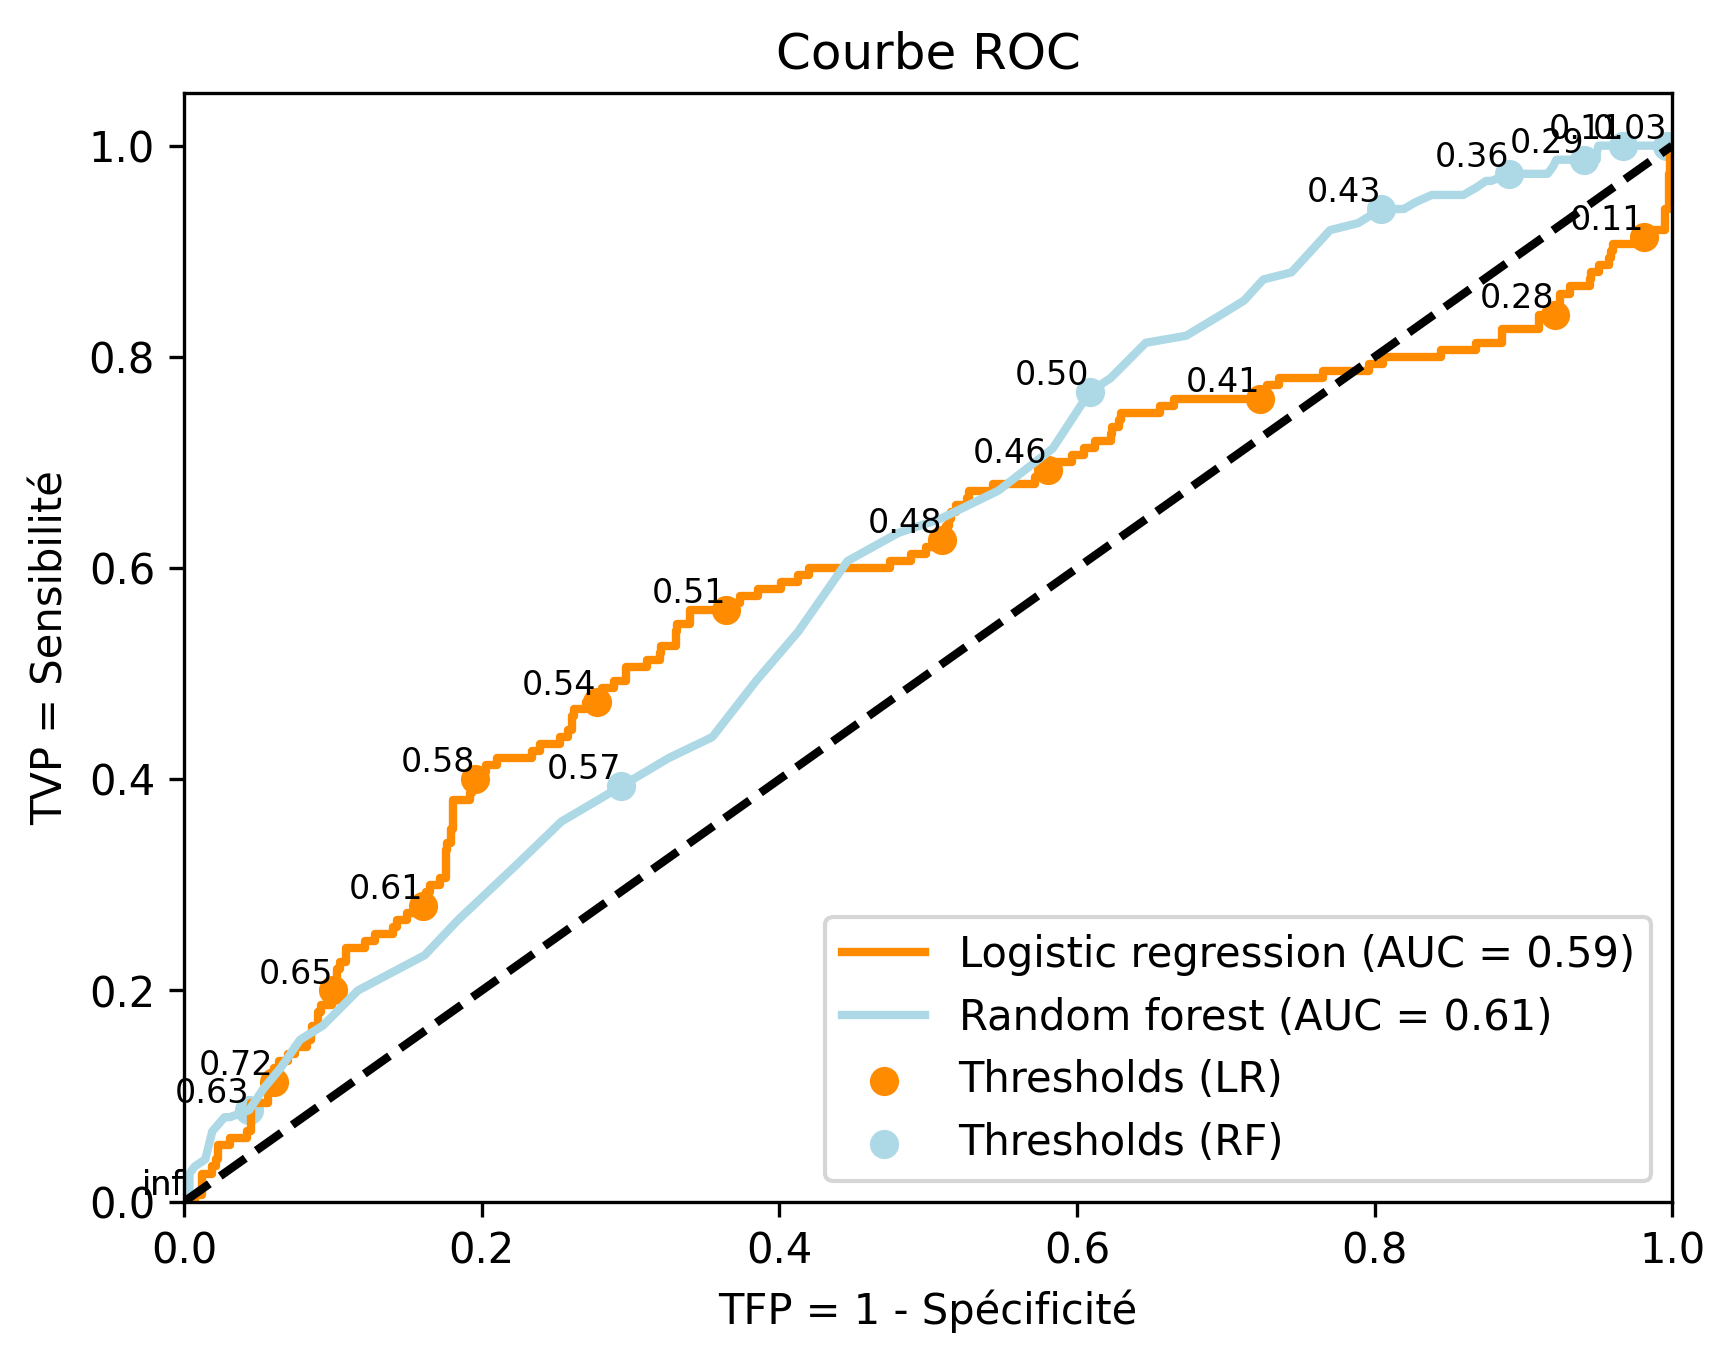 Courbe ROC
1.0
0.8
0.6
0.4
0.2
0.0
TVP = Sensibilité
0.03
0.11
0.29
0.36
0.43
0.11
0.28
0.50
0.41
0.46
0.48
0.51
0.54
0.58
0.57
0.61
0.65
0.72
0.63
inf
Logistic regression (AUC = 0.59)
Random forest (AUC = 0.61)
Thresholds (LR)
Thresholds (RF)
0.0 0.2 0.4 0.6 0.8 1.0
TFP = 1 - Spécificité